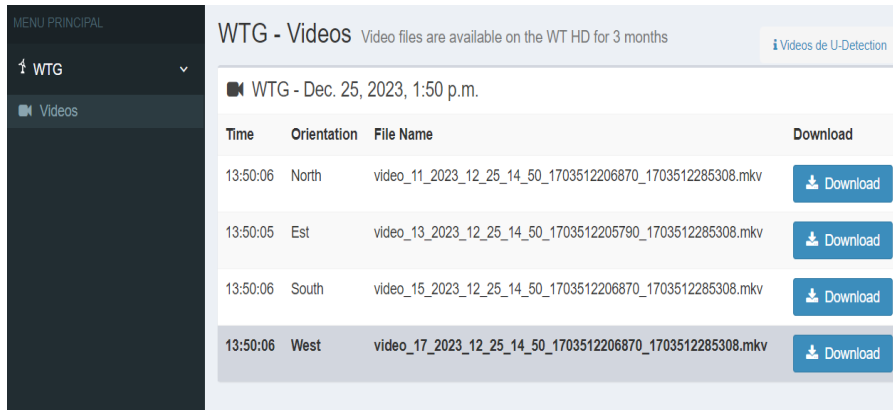 MENU PRINCIPAL
WTG
Videos
WTG - Videos Video files are available on the WT HD for 3 months
i Videos de U-Detection
WTG - Dec. 25, 2023, 1:50 p.m.
Time Orientation File Name Download
13:50:06 North video_11_2023_12_25_14_50_1703512206870_1703512285308.mkv Download
13:50:05 Est video_13_2023_12_25_14_50_1703512205790_1703512285308.mkv Download
13:50:06 South video_15_2023_12_25_14_50_1703512206870_1703512285308.mkv Download
13:50:06 West video_17_2023_12_25_14_50_1703512206870_1703512285308.mkv Download